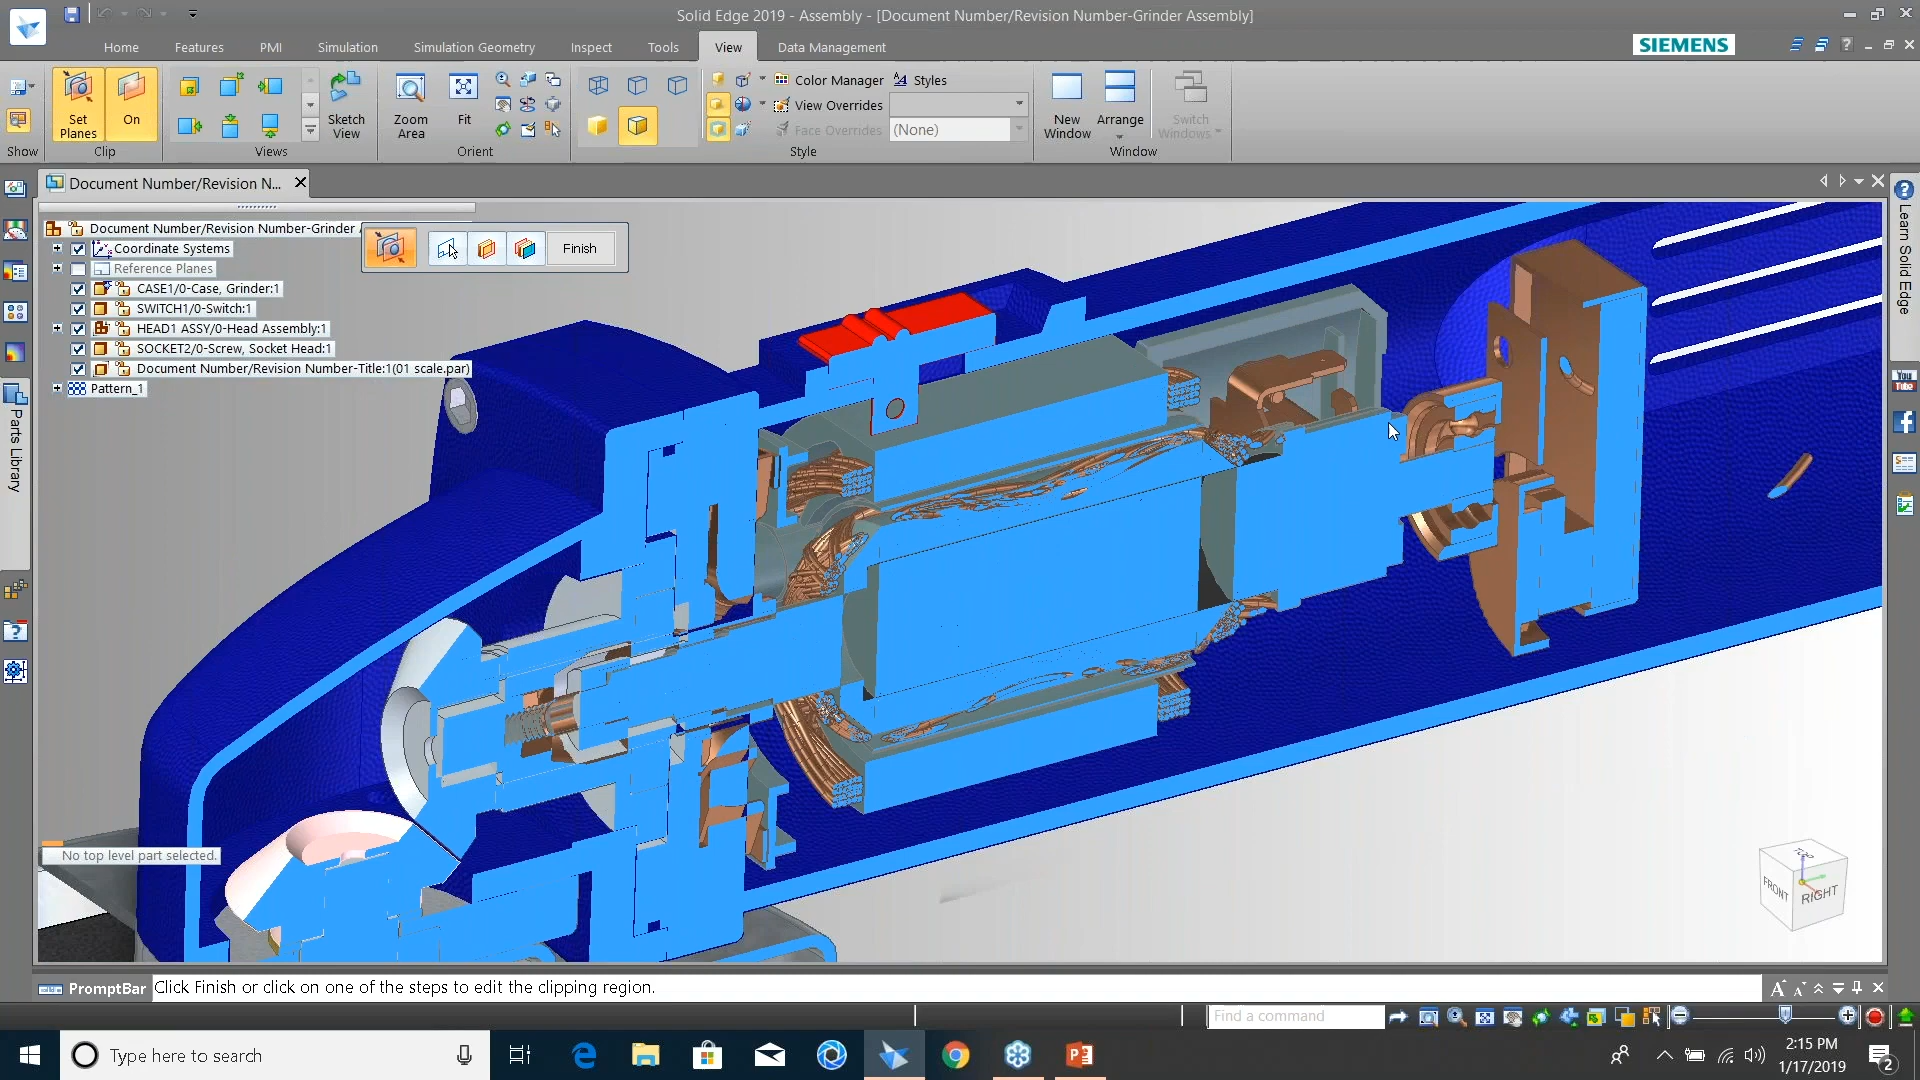 Solid Edge 2019 - Assembly - [Document Number/Revision Number-Grinder Assembly]
Home
Features
PMI
Simulation
Simulation Geometry
Inspect
Tools
View
Data Management
SIEMENS
Set Planes
On
Sketch View
Zoom Area
Fit
Color Manager
Styles
View Overrides
Face Overrides
(None)
New Window
Arrange
Switch Windows
Show
Clip
Views
Orient
Style
Window
Document Number/Revision N...
Learn Solid Edge
Document Number/Revision Number-Grinder
Finish
Coordinate Systems
Reference Planes
CASE1/0-Case, Grinder:1
SWITCH1/0-Switch:1
HEAD1 ASSY/0-Head Assembly:1
SOCKET2/0-Screw, Socket Head:1
Document Number/Revision Number-Title:1(01 scale.par)
Pattern_1
Parts Library
You Tube
No top level part selected.
TOP
FRONT
RIGHT
PromptBar
Click Finish or click on one of the steps to edit the clipping region.
Find a command
Type here to search
2:15 PM
1/17/2019
2